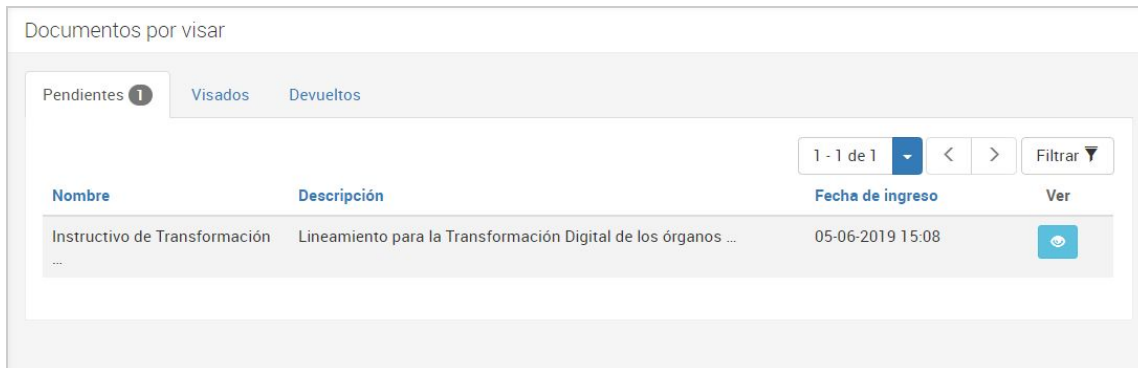 Documentos por visar
Pendientes 1 Visados Devueltos
1 - 1 de 1 Filtrar
Nombre Descripción Fecha de ingreso Ver
Instructivo de Transformación Lineamiento para la Transformación Digital de los órganos ... 05-06-2019 15:08
...